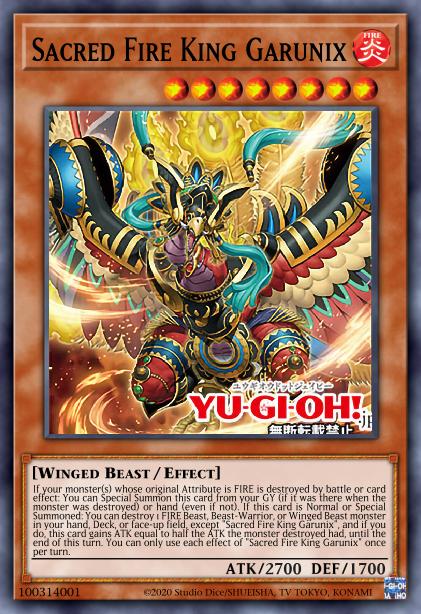 SACRED FIRE KING GARUNIX
FIRE
炎
ユウギオウドットジェイピー
YU-GI-OH!
無断転載禁止
[WINGED BEAST / EFFECT]
If your monster(s) whose original Attribute is FIRE is destroyed by battle or card
effect: You can Special Summon this card from your GY (if it was there when the
monster was destroyed) or hand (even if not). If this card is Normal or Special
Summoned: You can destroy 1 FIRE Beast, Beast-Warrior, or Winged Beast monster
in your hand, Deck, or face-up field, except "Sacred Fire King Garunix", and if you
do, this card gains ATK equal to half the ATK the monster destroyed had, until the
end of this turn. You can only use each effect of "Sacred Fire King Garunix" once
per turn.
ATK/2700 DEF/1700
100314001
©2020 Studio Dice/SHUEISHA, TV TOKYO, KONAMI